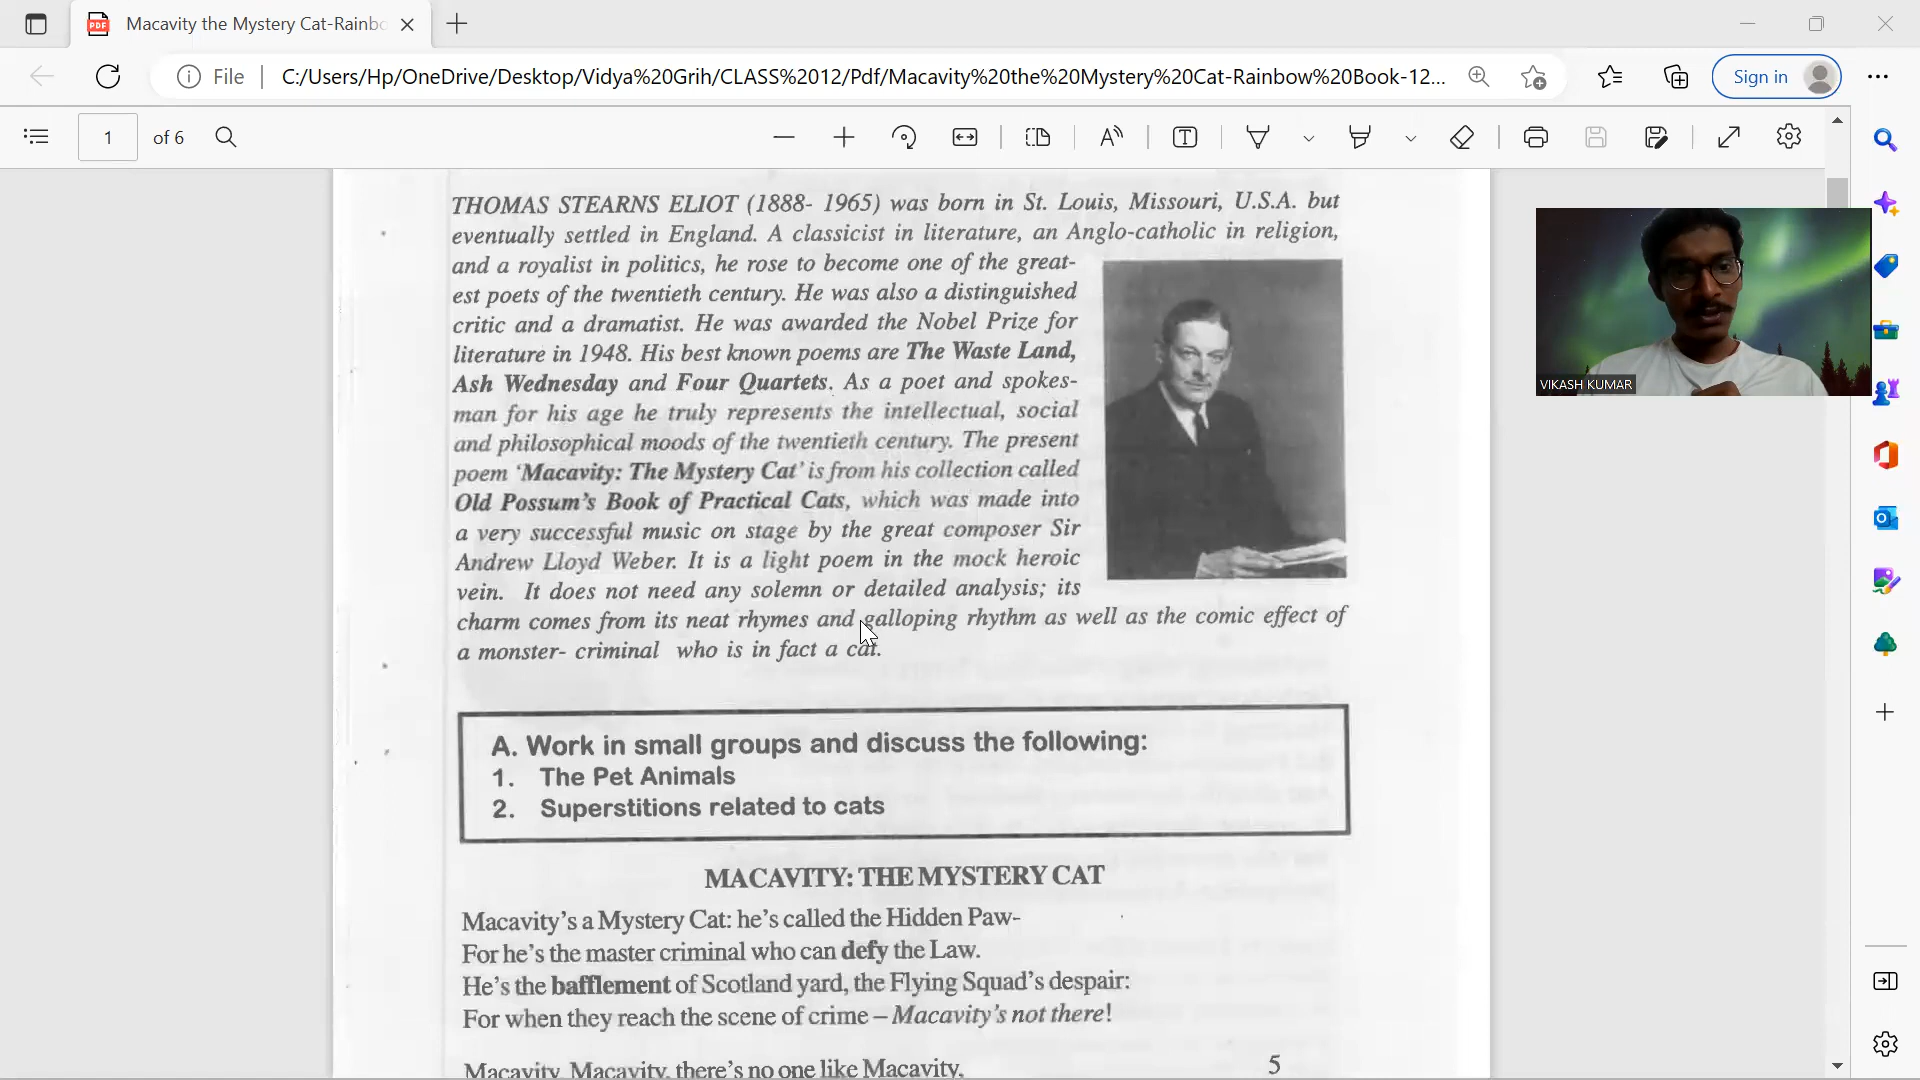 Macavity the Mystery Cat-Rainbo
File
C:/Users/Hp/OneDrive/Desktop/Vidya%20Grih/CLASS%2012/Pdf/Macavity%20the%20Mystery%20Cat-Rainbow%20Book-12...
Sign in
1 of 6
THOMAS STEARNS ELIOT (1888- 1965) was born in St. Louis, Missouri, U.S.A. but
eventually settled in England. A classicist in literature, an Anglo-catholic in religion,
and a royalist in politics, he rose to become one of the great-
est poets of the twentieth century. He was also a distinguished
critic and a dramatist. He was awarded the Nobel Prize for
literature in 1948. His best known poems are The Waste Land,
Ash Wednesday and Four Quartets. As a poet and spokes-
man for his age he truly represents the intellectual, social
and philosophical moods of the twentieth century. The present
poem ‘Macavity: The Mystery Cat’ is from his collection called
Old Possum’s Book of Practical Cats, which was made into
a very successful music on stage by the great composer Sir
Andrew Lloyd Weber. It is a light poem in the mock heroic
vein. It does not need any solemn or detailed analysis; its
charm comes from its neat rhymes and galloping rhythm as well as the comic effect of
a monster- criminal who is in fact a cat.
VIKASH KUMAR
A. Work in small groups and discuss the following:
1. The Pet Animals
2. Superstitions related to cats
MACAVITY: THE MYSTERY CAT
Macavity’s a Mystery Cat: he’s called the Hidden Paw-
For he’s the master criminal who can defy the Law.
He’s the bafflement of Scotland yard, the Flying Squad’s despair:
For when they reach the scene of crime – Macavity’s not there!
Macavity, Macavity, there’s no one like Macavity, 5